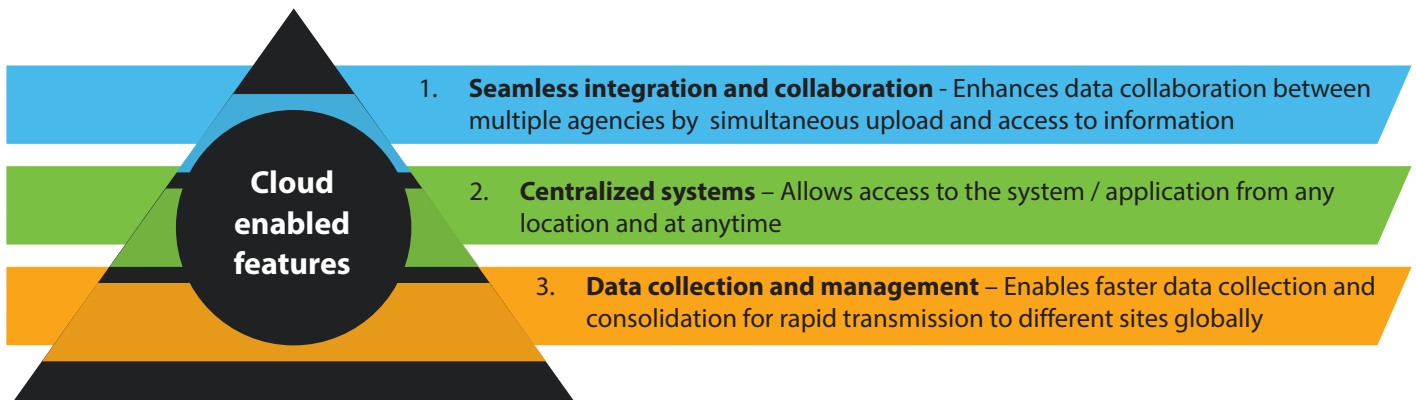 Cloud
enabled
features
1. Seamless integration and collaboration - Enhances data collaboration between
multiple agencies by simultaneous upload and access to information
2. Centralized systems – Allows access to the system / application from any
location and at anytime
3. Data collection and management – Enables faster data collection and
consolidation for rapid transmission to different sites globally